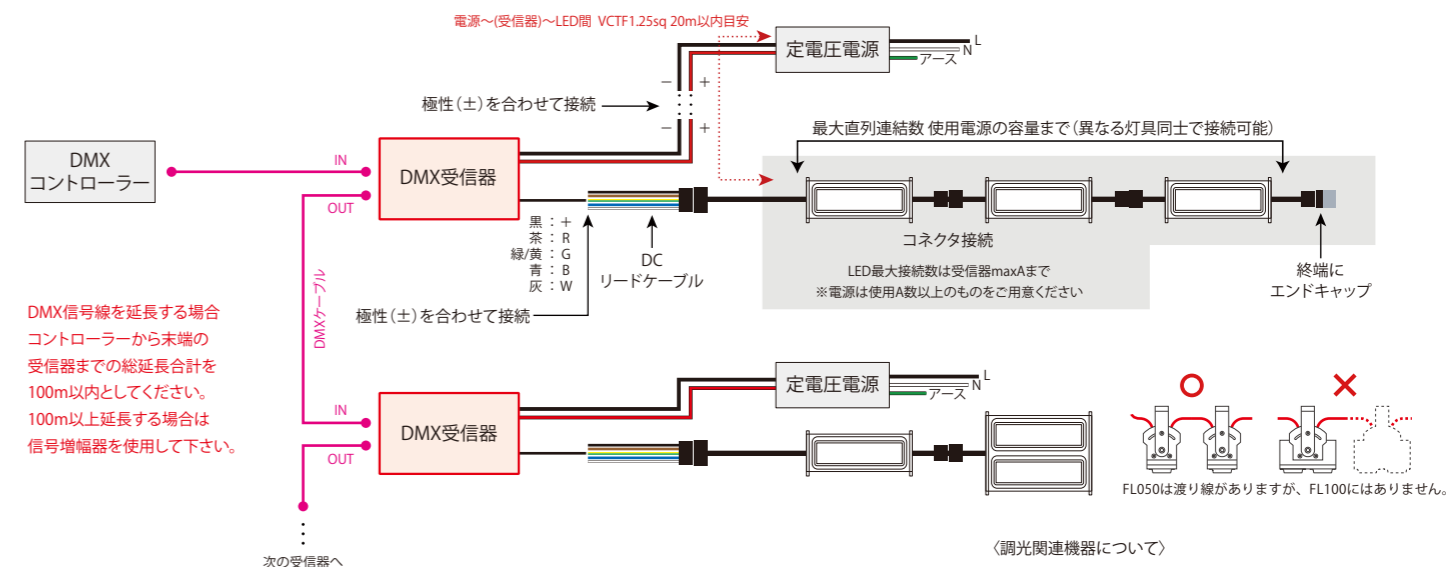 電源～(受信器)～LED間 VCTF1.25sq 20m以内目安
定電圧電源
L
N
アース
－ ＋
極性（±）を合わせて接続
－ ＋
最大直列連結数 使用電源の容量まで（異なる灯具同士で接続可能）
DMX
コントローラー
IN
OUT
DMX受信器
黒：＋
茶：R
緑/黄：G
青：B
灰：W
DC
リードケーブル
コネクタ接続
LED最大接続数は受信器maxAまで
※電源は使用A数以上のものをご用意ください
終端に
エンドキャップ
極性（±）を合わせて接続
DMXケーブル
DMX信号線を延長する場合
コントローラーから末端の
受信器までの総延長合計を
100m以内としてください。
100m以上延長する場合は
信号増幅器を使用して下さい。
IN
OUT
DMX受信器
定電圧電源
L
N
アース
FL050は渡り線がありますが、FL100にはありません。
次の受信器へ
〈調光関連機器について〉